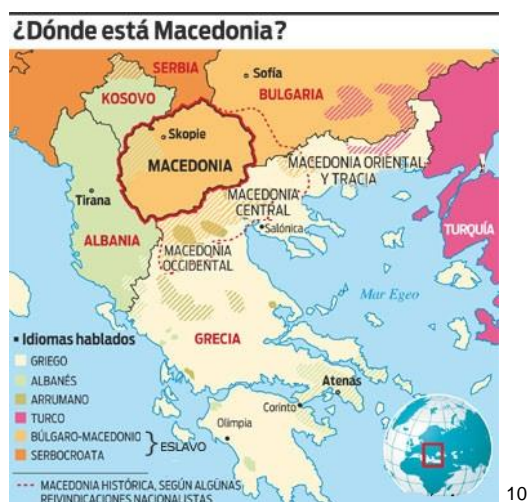 ¿Dónde está Macedonia?
SERBIA
Sofía
KOSOVO
BULGARIA
Skopie
MACEDONIA
MACEDONIA ORIENTAL
Y TRACIA
MACEDONIA
CENTRAL
Tirana
Salónica
TURQUÍA
ALBANIA
MACEDONIA
OCCIDENTAL
Mar Egeo
GRECIA
Idiomas hablados
GRIEGO
ALBANÉS
ARRUMANO
TURCO
BÚLGARO-MACEDONIO
ESLAVO
SERBOCROATA
Atenas
Corinto
Olimpia
MACEDONIA HISTÓRICA, SEGÚN ALGUNAS
REIVINDICACIONES NACIONALISTAS
10